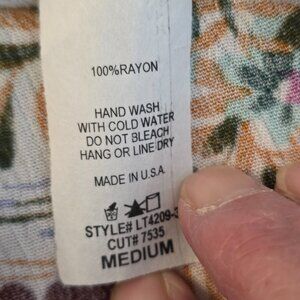 100%RAYON
HAND WASH
WITH COLD WATER
DO NOT BLEACH
HANG OR LINE DRY
MADE IN U.S.A.
STYLE# LT4209-3
CUT# 7535
MEDIUM